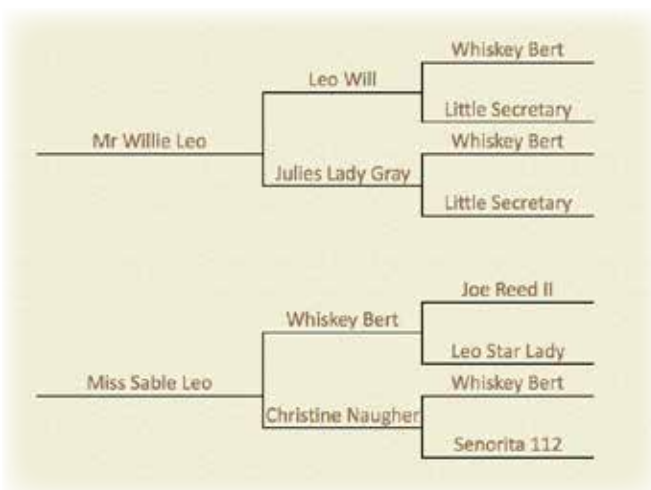 Whiskey Bert
Leo Will
Little Secretary
Mr Willie Leo
Whiskey Bert
Julies Lady Gray
Little Secretary
Joe Reed II
Whiskey Bert
Leo Star Lady
Miss Sable Leo
Whiskey Bert
Christine Naugher
Senorita 112